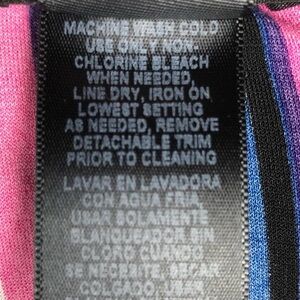 MACHINE WASH COLD
USE ONLY NON-
CHLORINE BLEACH
WHEN NEEDED,
LINE DRY, IRON ON
LOWEST SETTING
AS NEEDED, REMOVE
DETACHABLE TRIM
PRIOR TO CLEANING
LAVAR EN LAVADORA
CON AGUA FRIA,
USAR SOLAMENTE
BLANQUEADOR SIN
CLORO CUANDO
SE NECESITE, SECAR
COLGADO, USAR